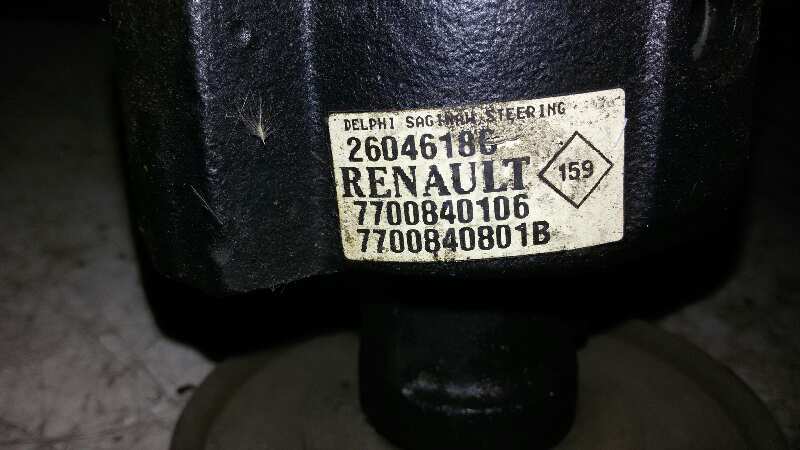 DELPHI SAGINAW STEERING
26046186
RENAULT
159
7700840106
7700840801B